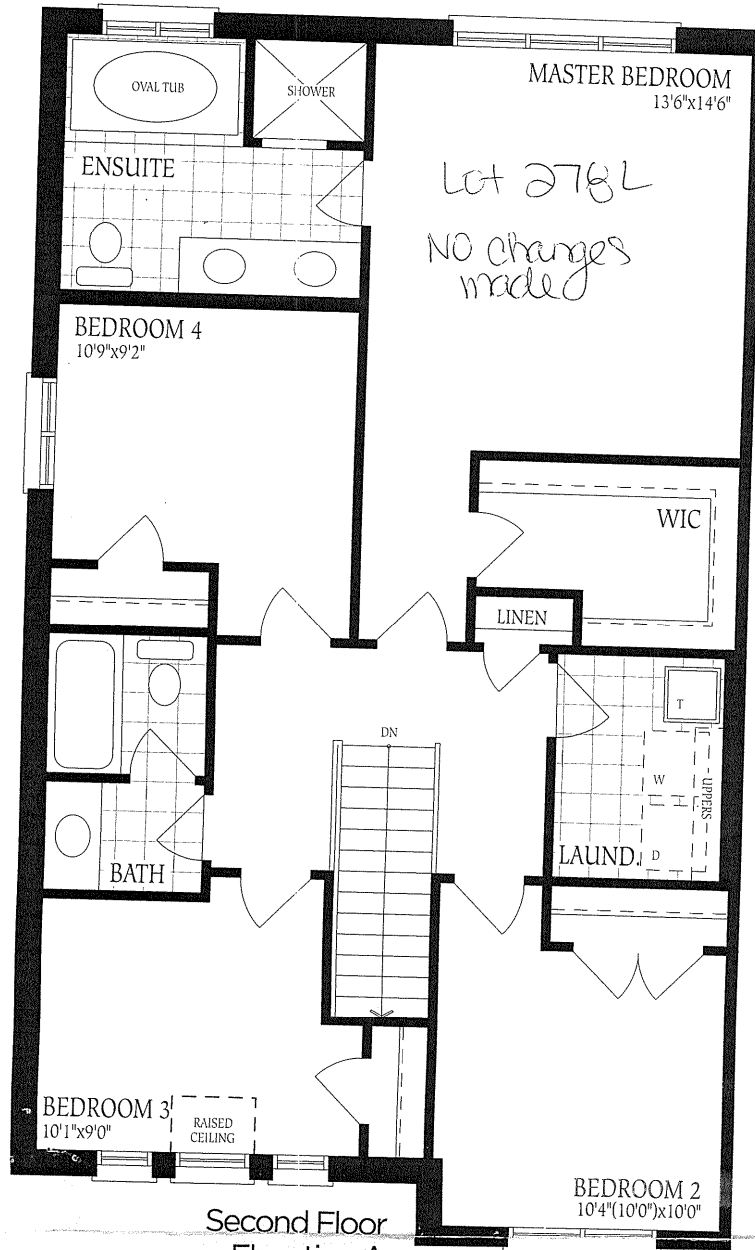 OVAL TUB
SHOWER
MASTER BEDROOM
13'6"x14'6"
ENSUITE
Lot 278L
NO changes
made
BEDROOM 4
10'9"x9'2"
WIC
LINEN
DN
T
W
UPPERS
LAUND.
D
BATH
BEDROOM 3
10'1"x9'0"
RAISED
CEILING
BEDROOM 2
10'4"(10'0")x10'0"
Second Floor
Elevation A